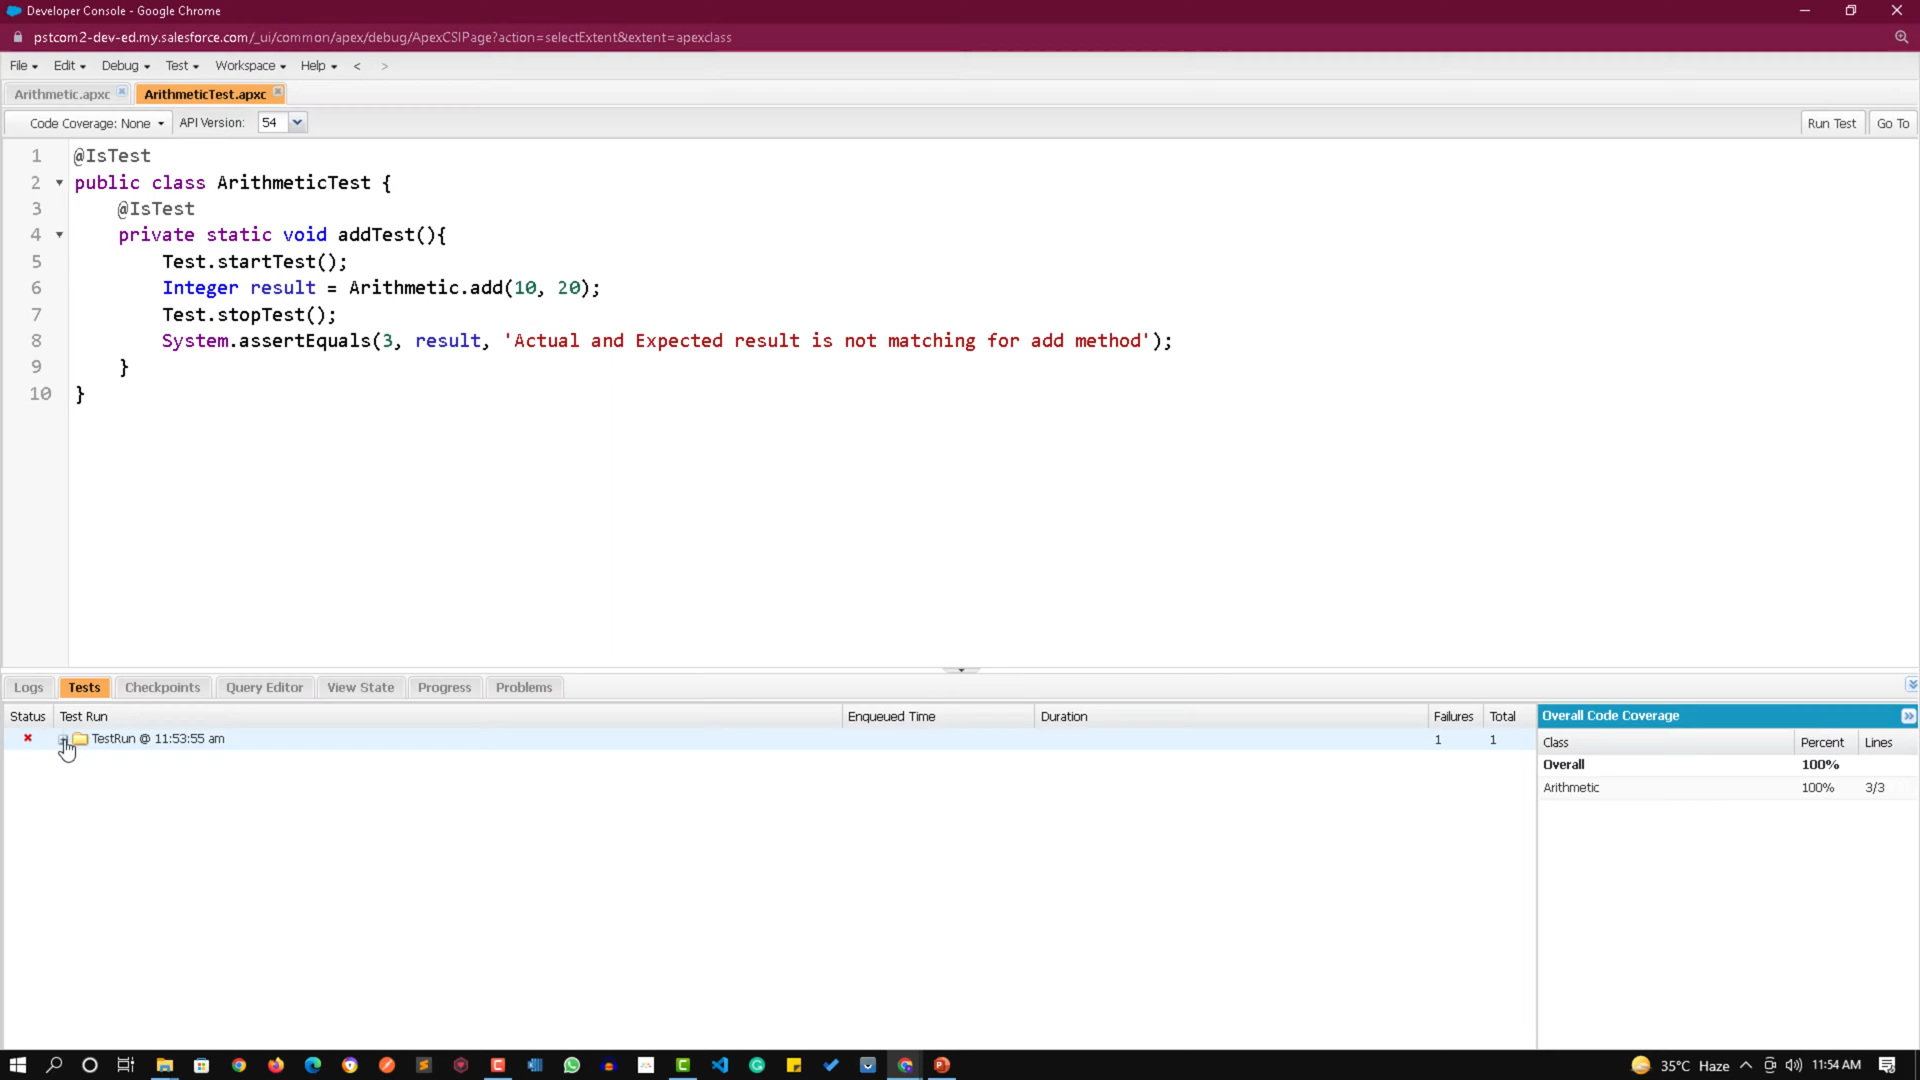 Developer Console - Google Chrome
pstcom2-dev-ed.my.salesforce.com/_ui/common/apex/debug/ApexCSIPage?action=selectExtent&extent=apexclass
File Edit Debug Test Workspace Help < >
Arithmetic.apxc ArithmeticTest.apxc
Code Coverage: None API Version: 54 Run Test Go To
1 @IsTest
2 public class ArithmeticTest {
3 @IsTest
4 private static void addTest(){
5 Test.startTest();
6 Integer result = Arithmetic.add(10, 20);
7 Test.stopTest();
8 System.assertEquals(3, result, 'Actual and Expected result is not matching for add method');
9 }
10 }
Logs Tests Checkpoints Query Editor View State Progress Problems
Status Test Run Enqueued Time Duration Failures Total
TestRun @ 11:53:55 am 1 1
Overall Code Coverage
Class Percent Lines
Overall 100%
Arithmetic 100% 3/3
35°C Haze 11:54 AM